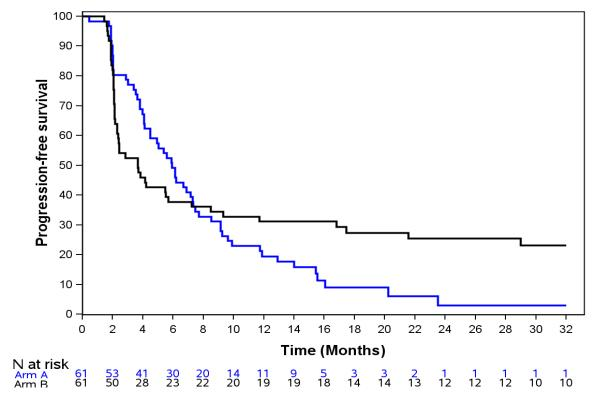 Progression-free survival
100
90
80
70
60
50
40
30
20
10
0
0 2 4 6 8 10 12 14 16 18 20 22 24 26 28 30 32
Time (Months)
N at risk
Arm A 61 53 41 30 20 14 11 9 5 3 3 2 1 1 1 1 1
Arm B 61 50 28 23 22 20 19 19 18 14 14 13 12 12 12 10 10